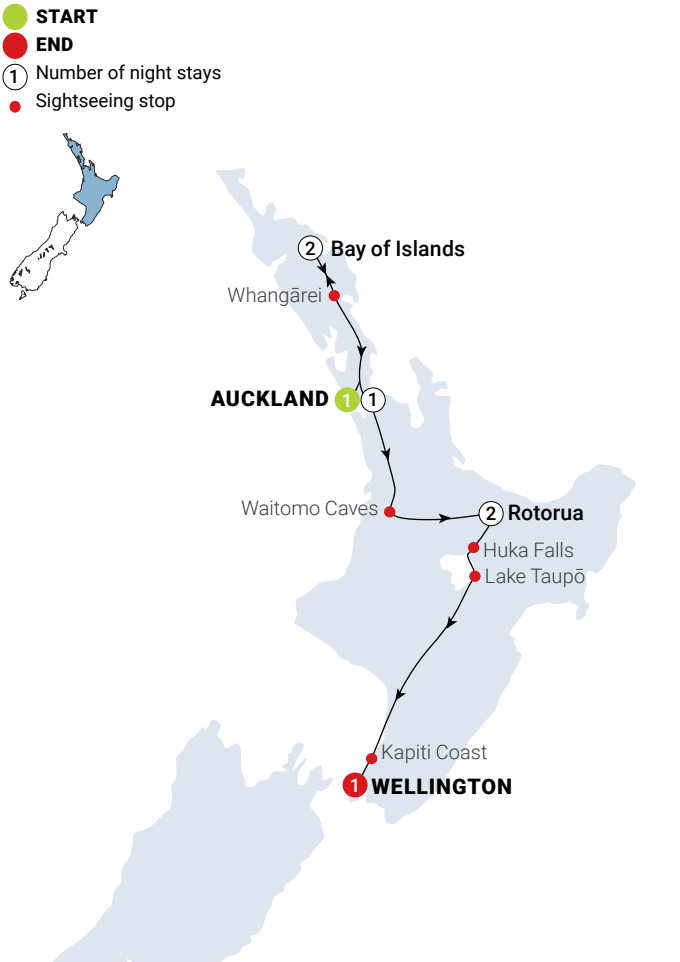 START
END
1 Number of night stays
Sightseeing stop
2 Bay of Islands
Whangārei
AUCKLAND 1 1
Waitomo Caves
2 Rotorua
Huka Falls
Lake Taupō
Kapiti Coast
1 WELLINGTON